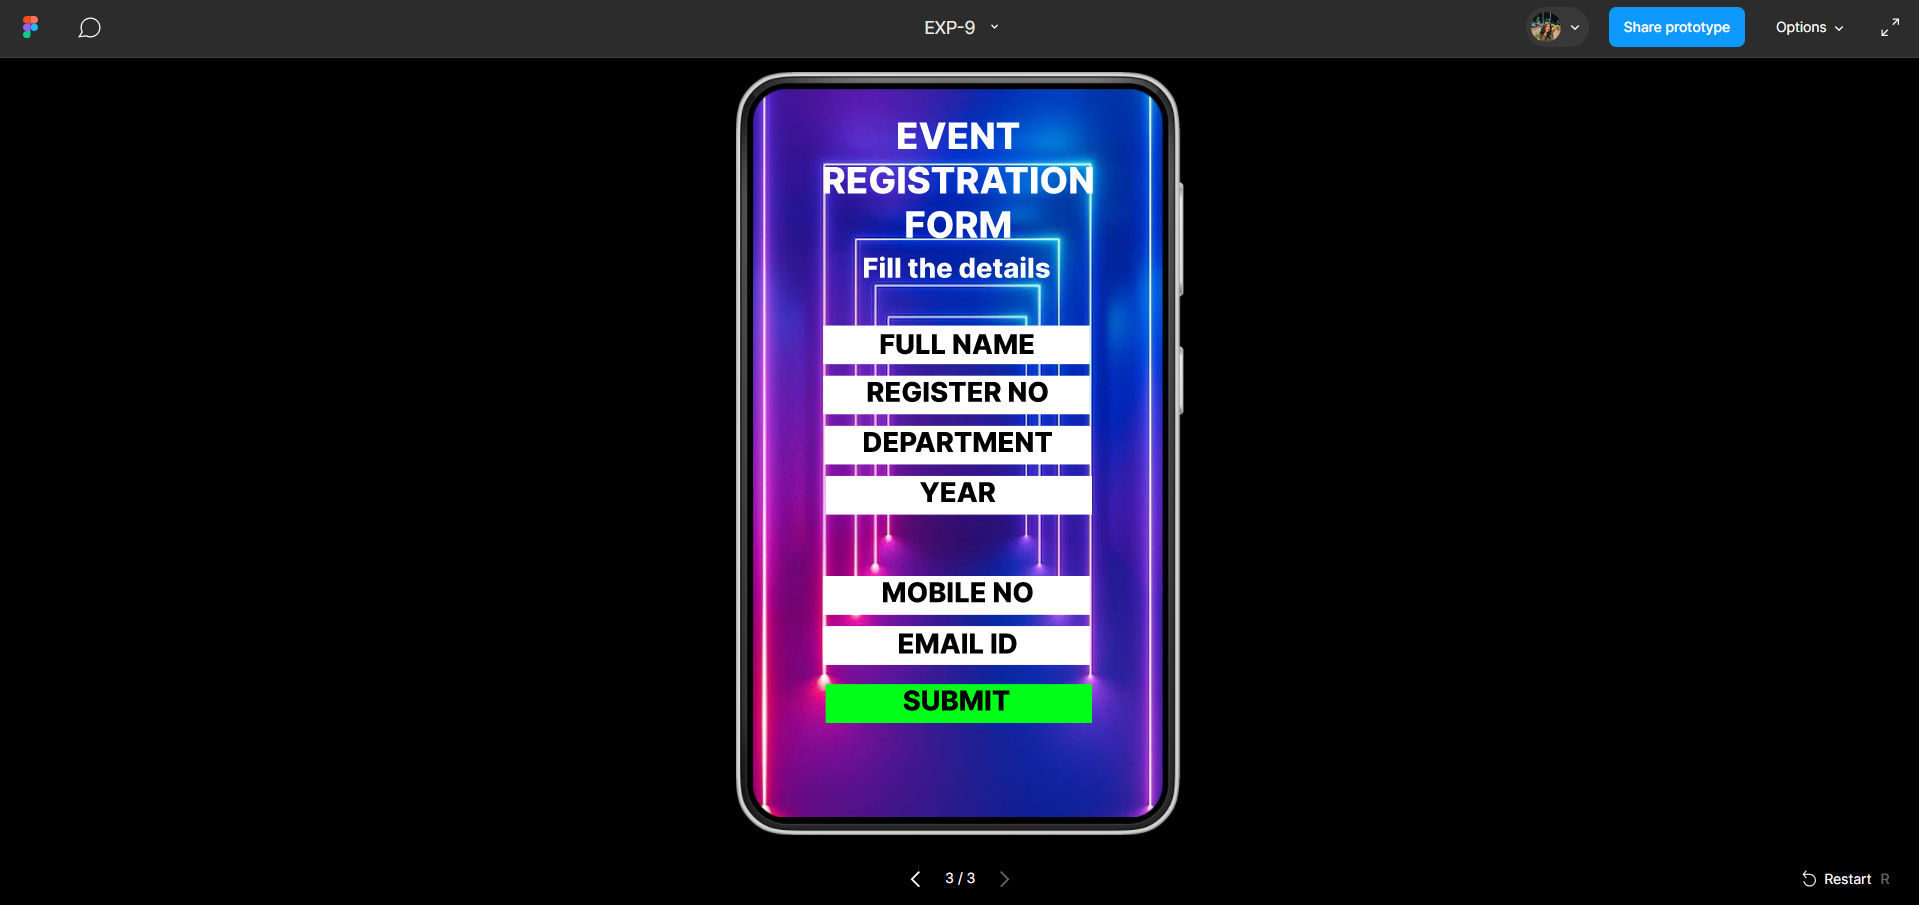 EXP-9
Share prototype
Options
EVENT
REGISTRATION
FORM
Fill the details
FULL NAME
REGISTER NO
DEPARTMENT
YEAR
MOBILE NO
EMAIL ID
SUBMIT
3 / 3
Restart R